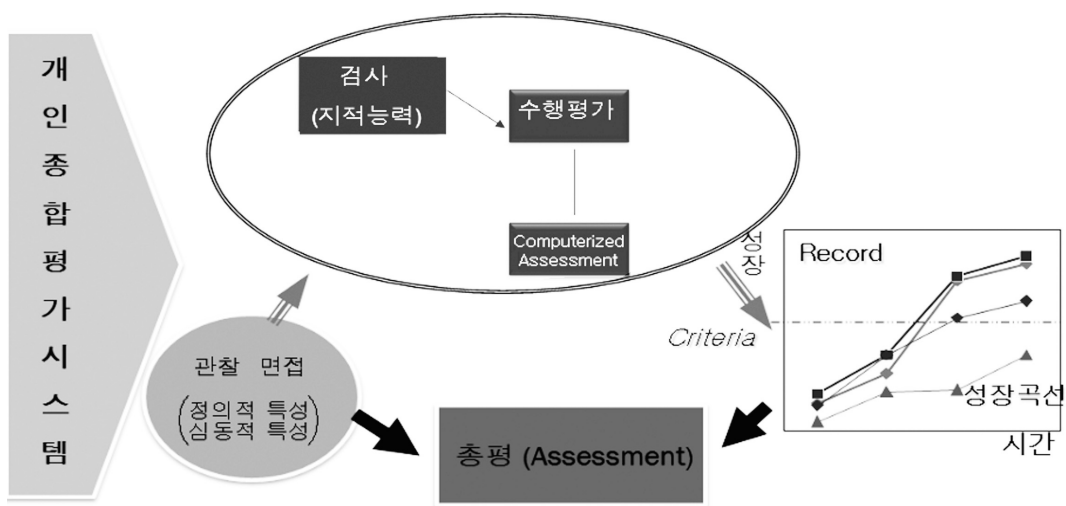 개인종합평가시스템
검사
(지적능력)
수행평가
Computerized
Assessment
관찰 면접
(정의적 특성)
(심동적 특성)
성장
Record
Criteria
성장곡선
시간
총평 (Assessment)